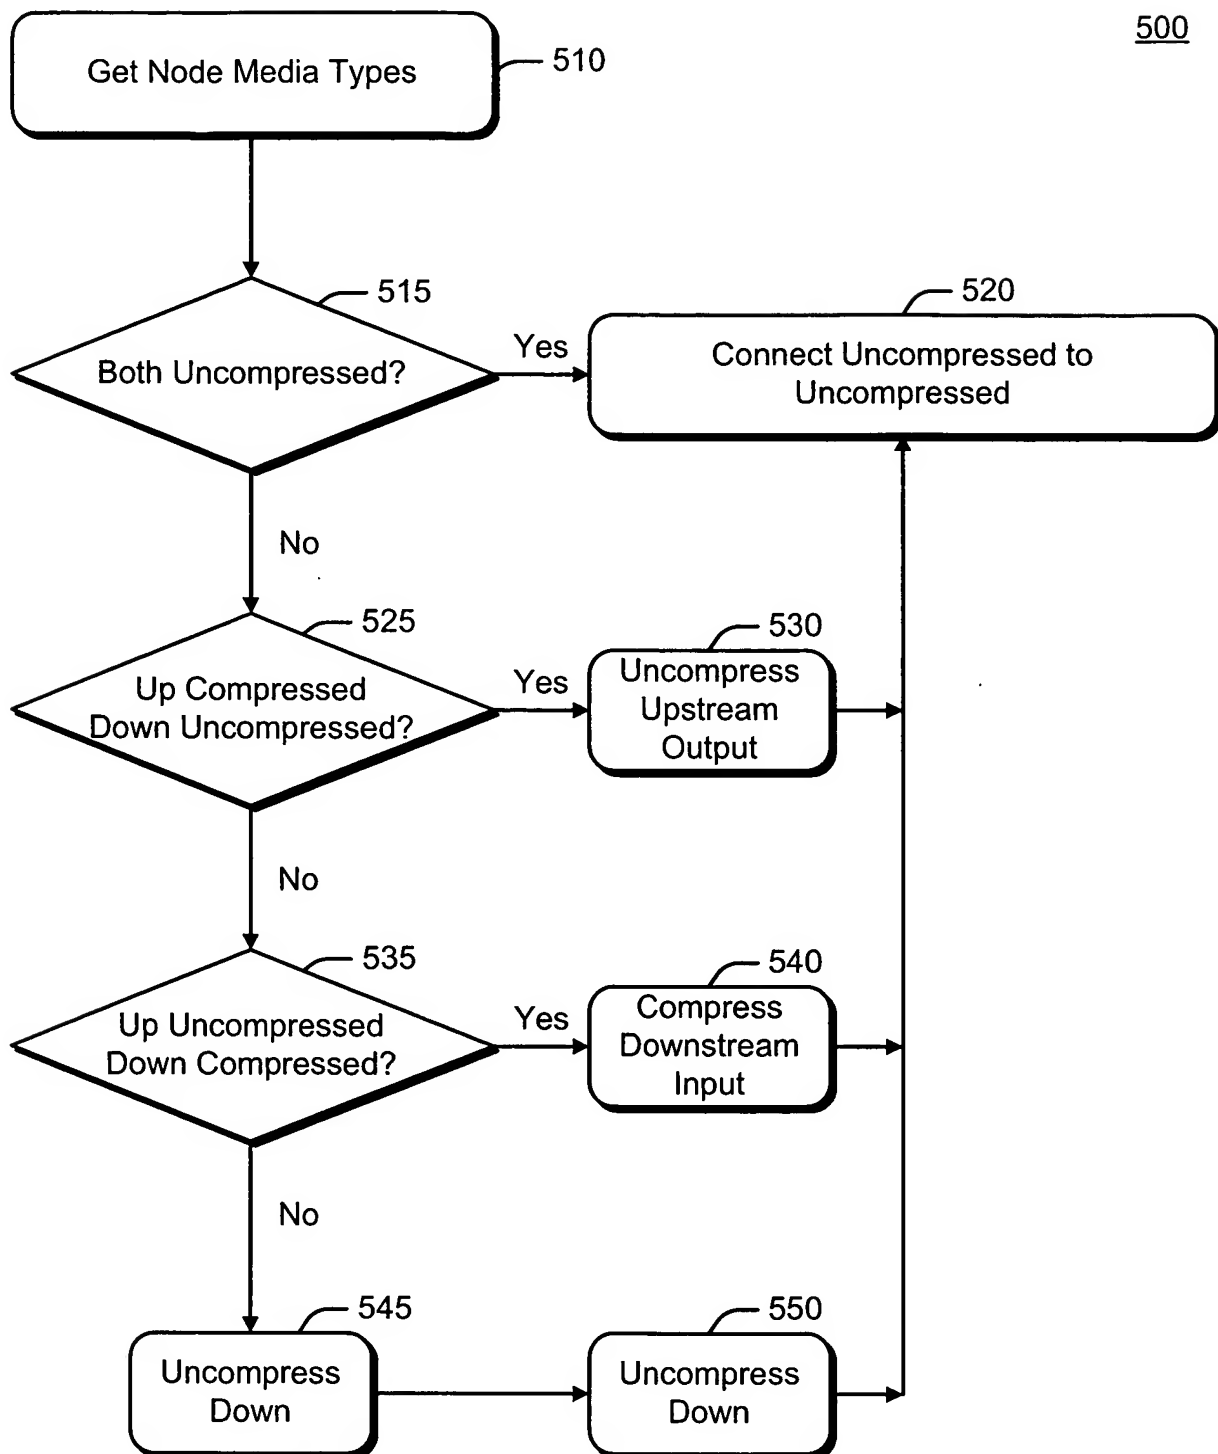 500
Get Node Media Types
510
515
Both Uncompressed?
Yes
520
Connect Uncompressed to
Uncompressed
No
525
Up Compressed
Down Uncompressed?
Yes
530
Uncompress
Upstream
Output
No
535
Up Uncompressed
Down Compressed?
Yes
540
Compress
Downstream
Input
No
545
Uncompress
Down
550
Uncompress
Down